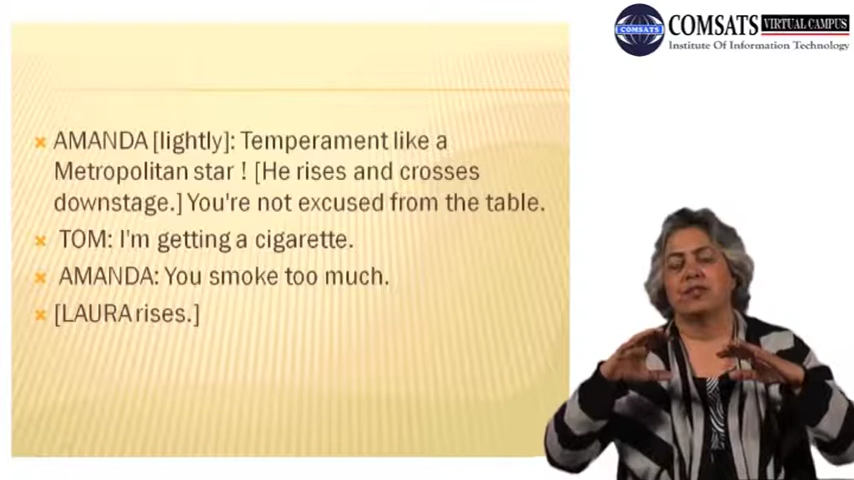 COMSATS VIRTUAL CAMPUS
COMSATS
Institute Of Information Technology
AMANDA [lightly]: Temperament like a
Metropolitan star ! [He rises and crosses
downstage.] You're not excused from the table.
TOM: I'm getting a cigarette.
AMANDA: You smoke too much.
[LAURA rises.]